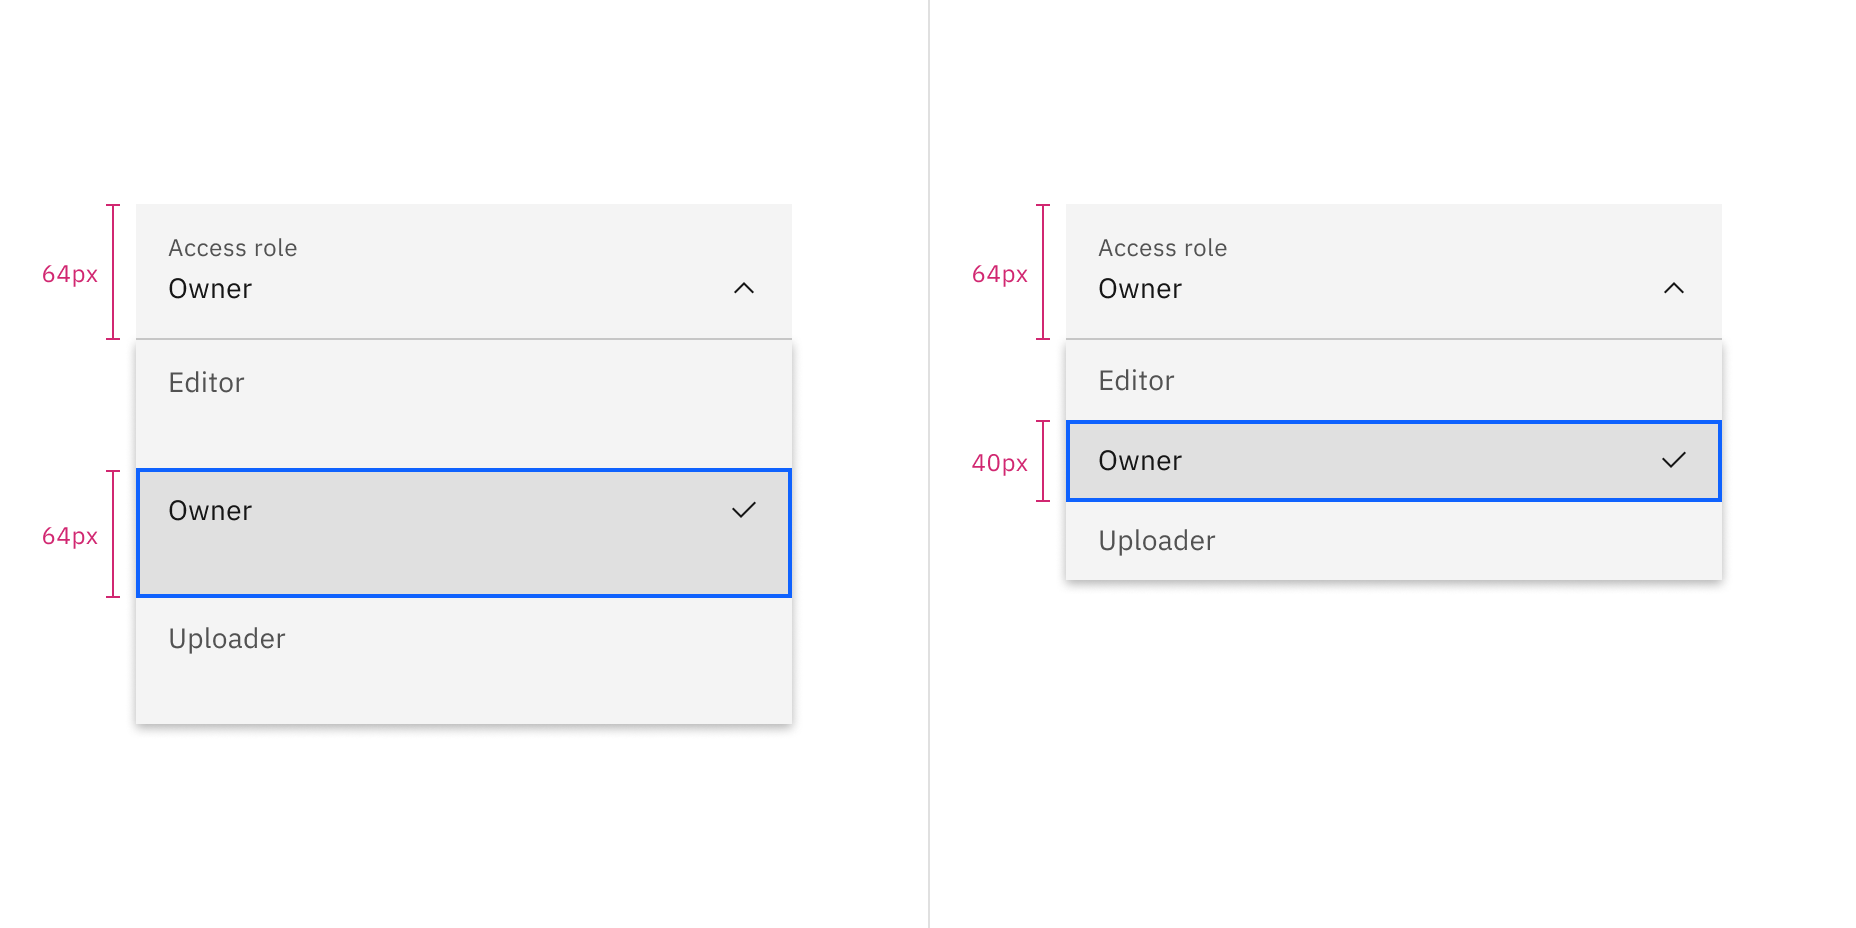 64px
Access role
Owner
Editor
64px
Owner
Uploader
64px
Access role
Owner
Editor
40px
Owner
Uploader